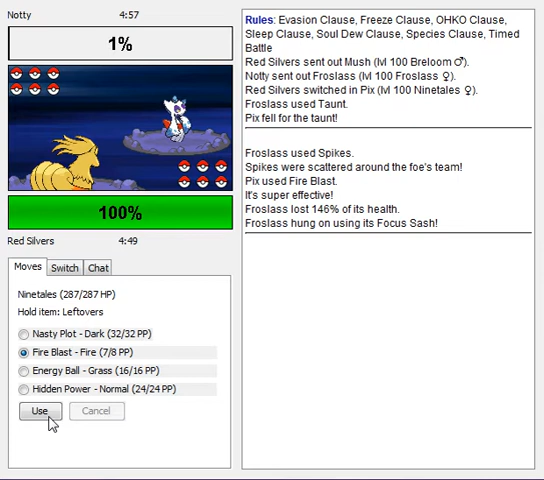 Notty 4:57
1%
100%
Red Silvers 4:49
Moves Switch Chat
Ninetales (287/287 HP)
Hold item: Leftovers
Nasty Plot - Dark (32/32 PP)
Fire Blast - Fire (7/8 PP)
Energy Ball - Grass (16/16 PP)
Hidden Power - Normal (24/24 PP)
Use Cancel
Rules: Evasion Clause, Freeze Clause, OHKO Clause,
Sleep Clause, Soul Dew Clause, Species Clause, Timed
Battle
Red Silvers sent out Mush (lvl 100 Breloom ♂).
Notty sent out Froslass (lvl 100 Froslass ♀).
Red Silvers switched in Pix (lvl 100 Ninetales ♀).
Froslass used Taunt.
Pix fell for the taunt!
Froslass used Spikes.
Spikes were scattered around the foe's team!
Pix used Fire Blast.
It's super effective!
Froslass lost 146% of its health.
Froslass hung on using its Focus Sash!